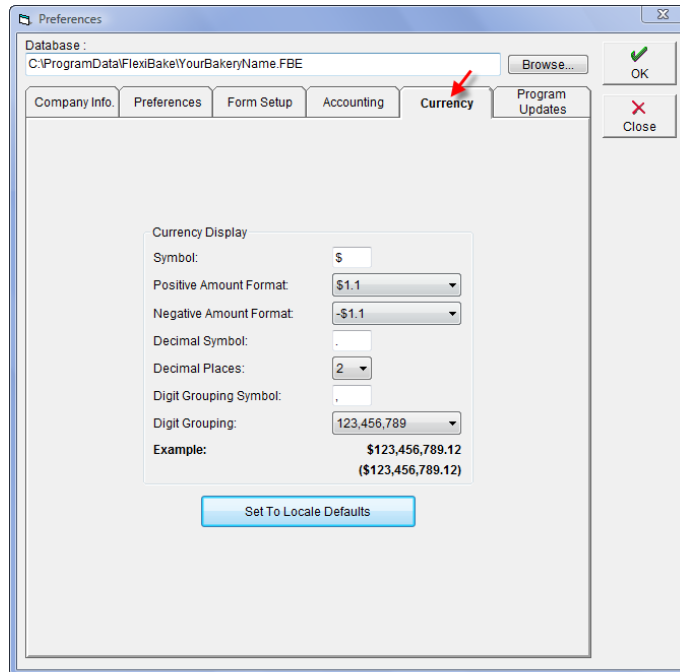 Preferences
Database :
C:\ProgramData\FlexiBake\YourBakeryName.FBE
Browse...
OK
Close
Company Info.
Preferences
Form Setup
Accounting
Currency
Program
Updates
Currency Display
Symbol: $
Positive Amount Format: $1.1
Negative Amount Format: -$1.1
Decimal Symbol: .
Decimal Places: 2
Digit Grouping Symbol: ,
Digit Grouping: 123,456,789
Example: $123,456,789.12
($123,456,789.12)
Set To Locale Defaults